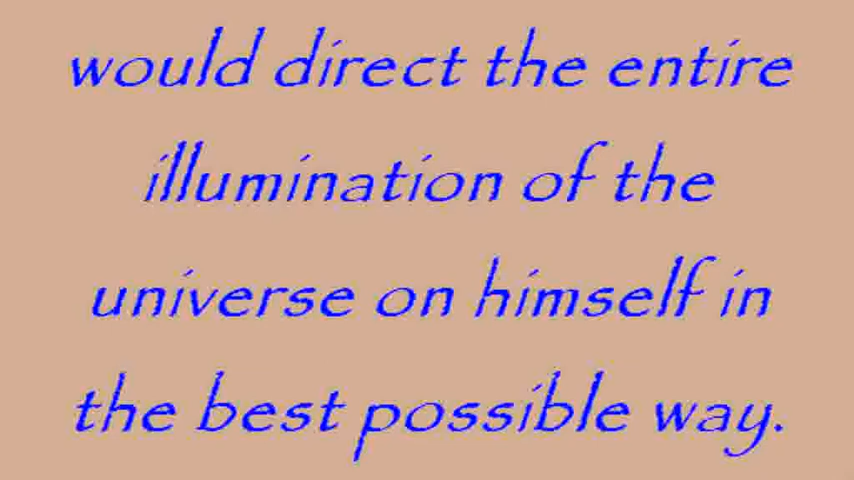 would direct the entire
illumination of the
universe on himself in
the best possible way.